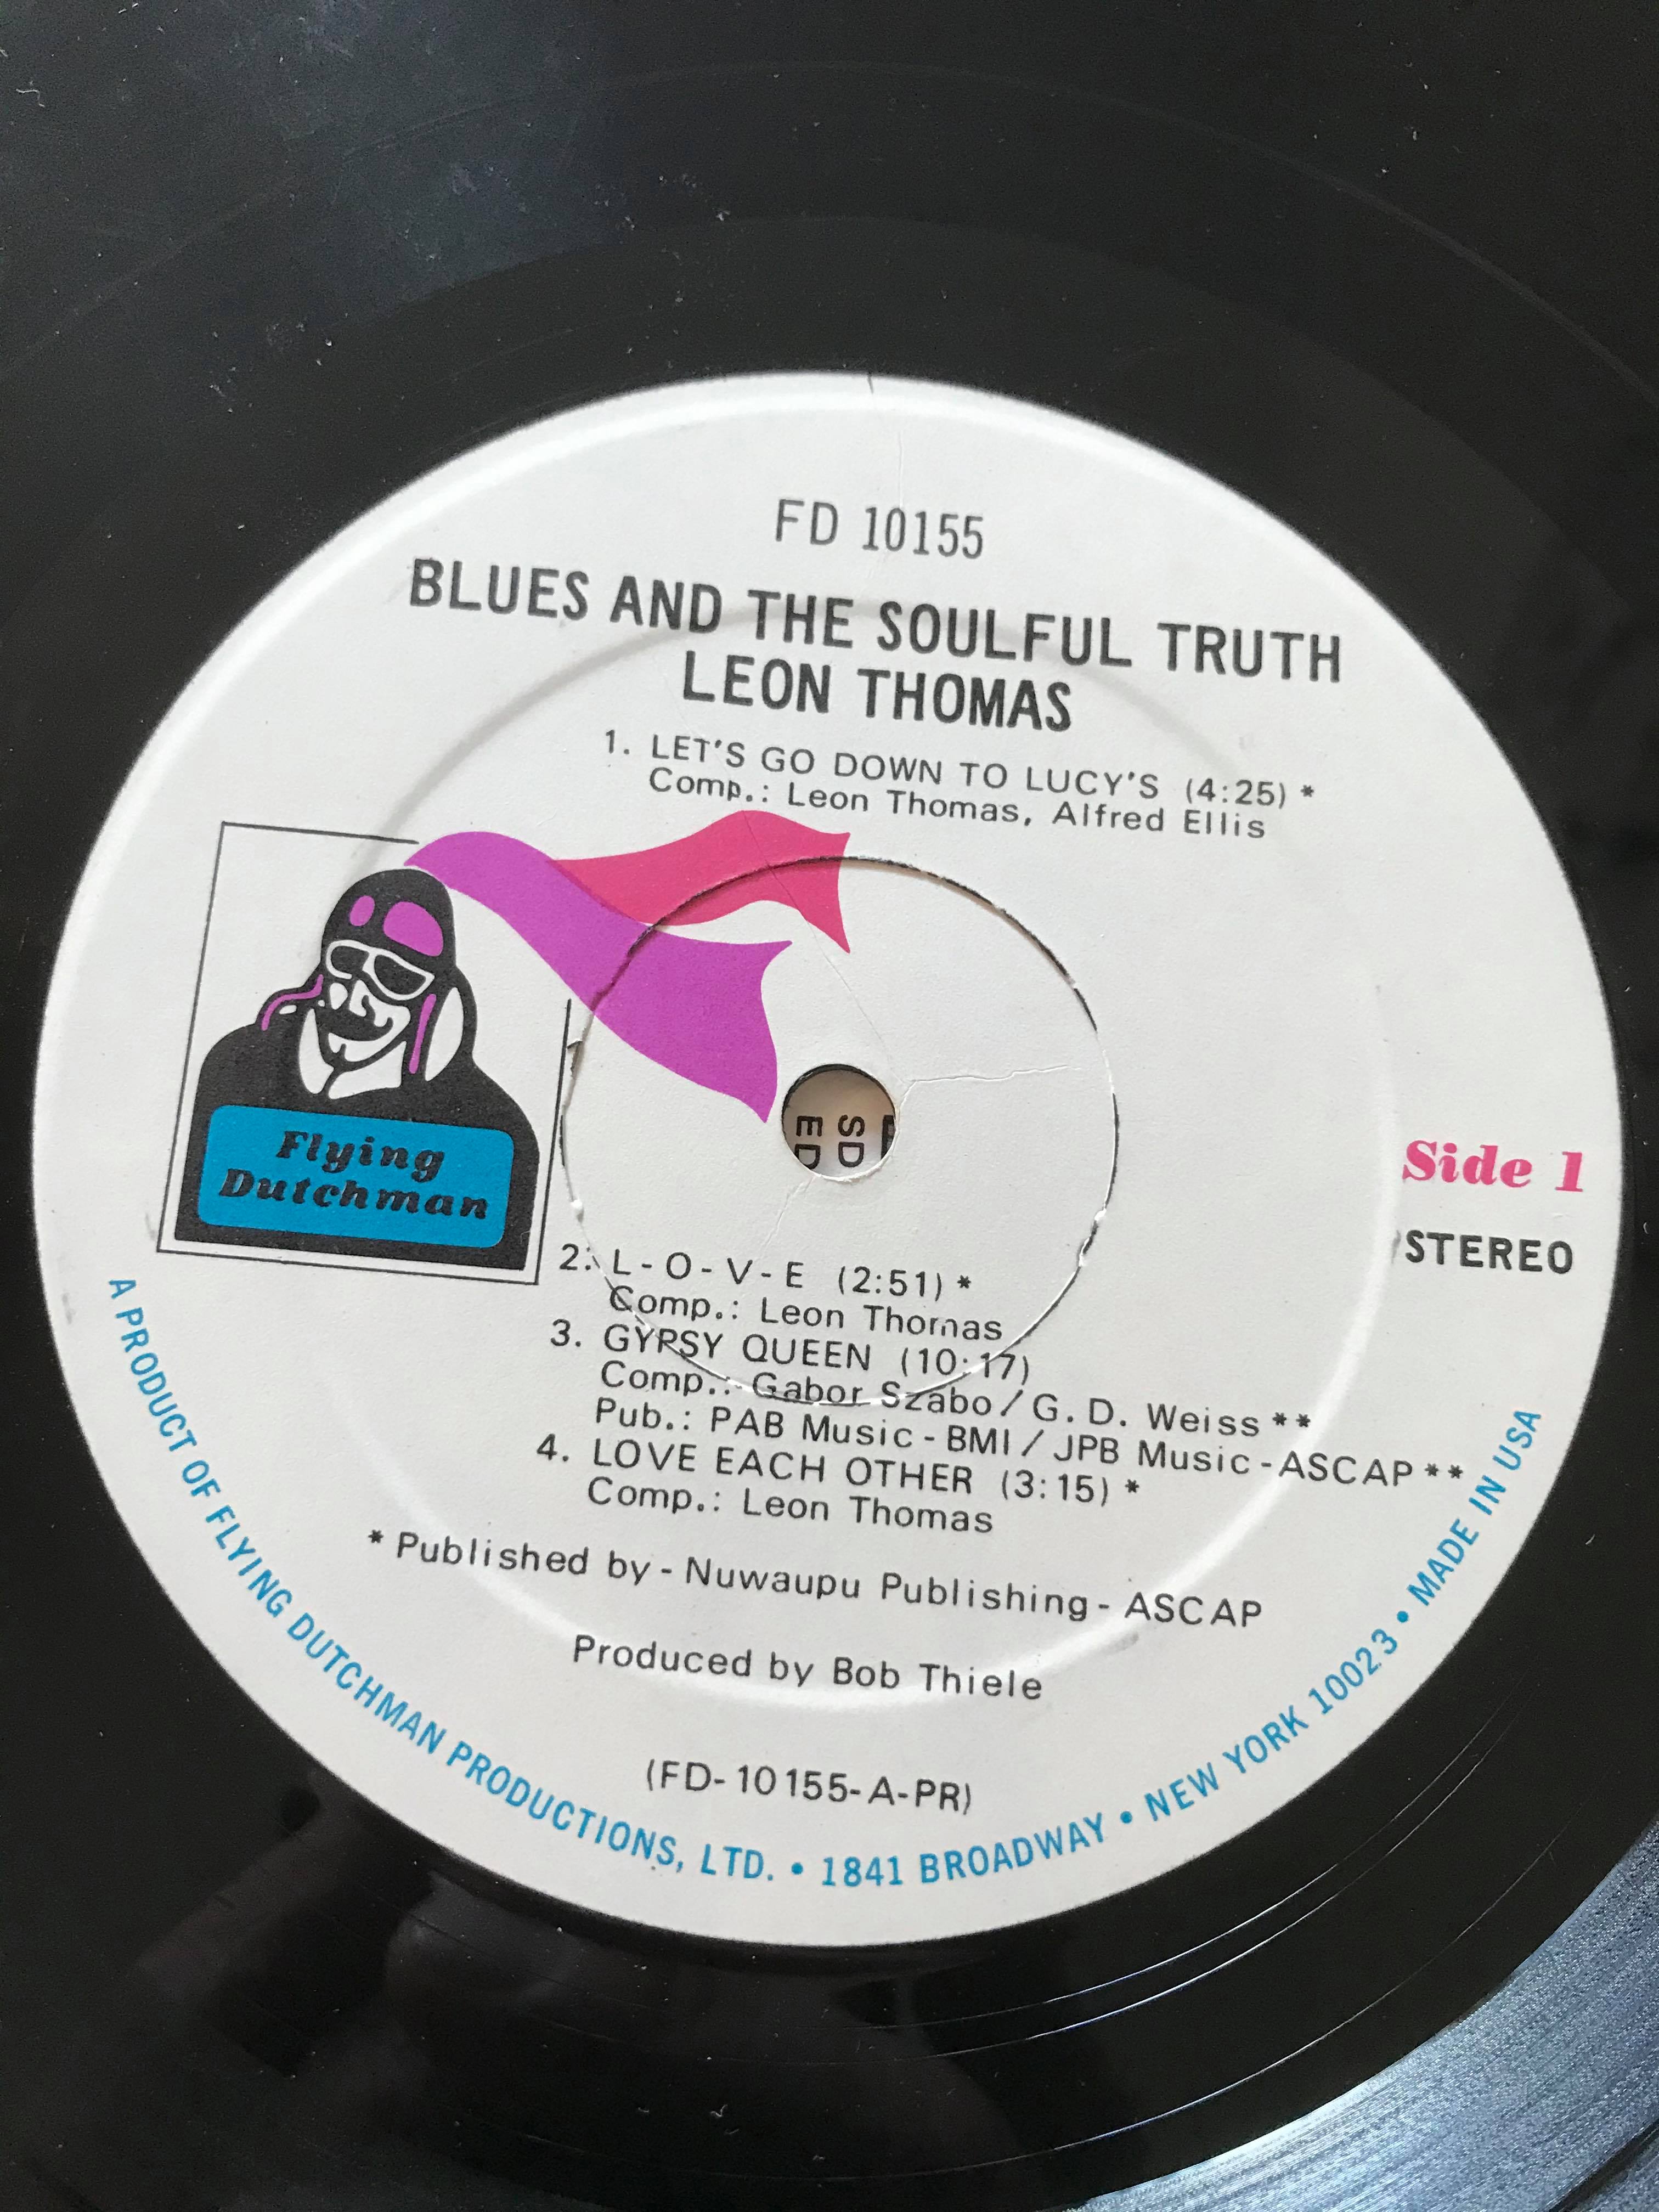 FD 10155
BLUES AND THE SOULFUL TRUTH
LEON THOMAS
1. LET'S GO DOWN TO LUCY'S (4:25) *
Comp.: Leon Thomas, Alfred Ellis
Flying
Dutchman
SD
ED
Side 1
STEREO
2. L-O-V-E (2:51) *
Comp.: Leon Thomas
3. GYPSY QUEEN (10:17)
Comp.: Gabor Szabo / G. D. Weiss **
Pub.: PAB Music - BMI / JPB Music - ASCAP **
4. LOVE EACH OTHER (3:15) *
Comp.: Leon Thomas
* Published by - Nuwaupu Publishing - ASCAP
Produced by Bob Thiele
(FD-10155-A-PR)
A PRODUCT OF FLYING DUTCHMAN PRODUCTIONS, LTD. • 1841 BROADWAY • NEW YORK 10023 • MADE IN USA